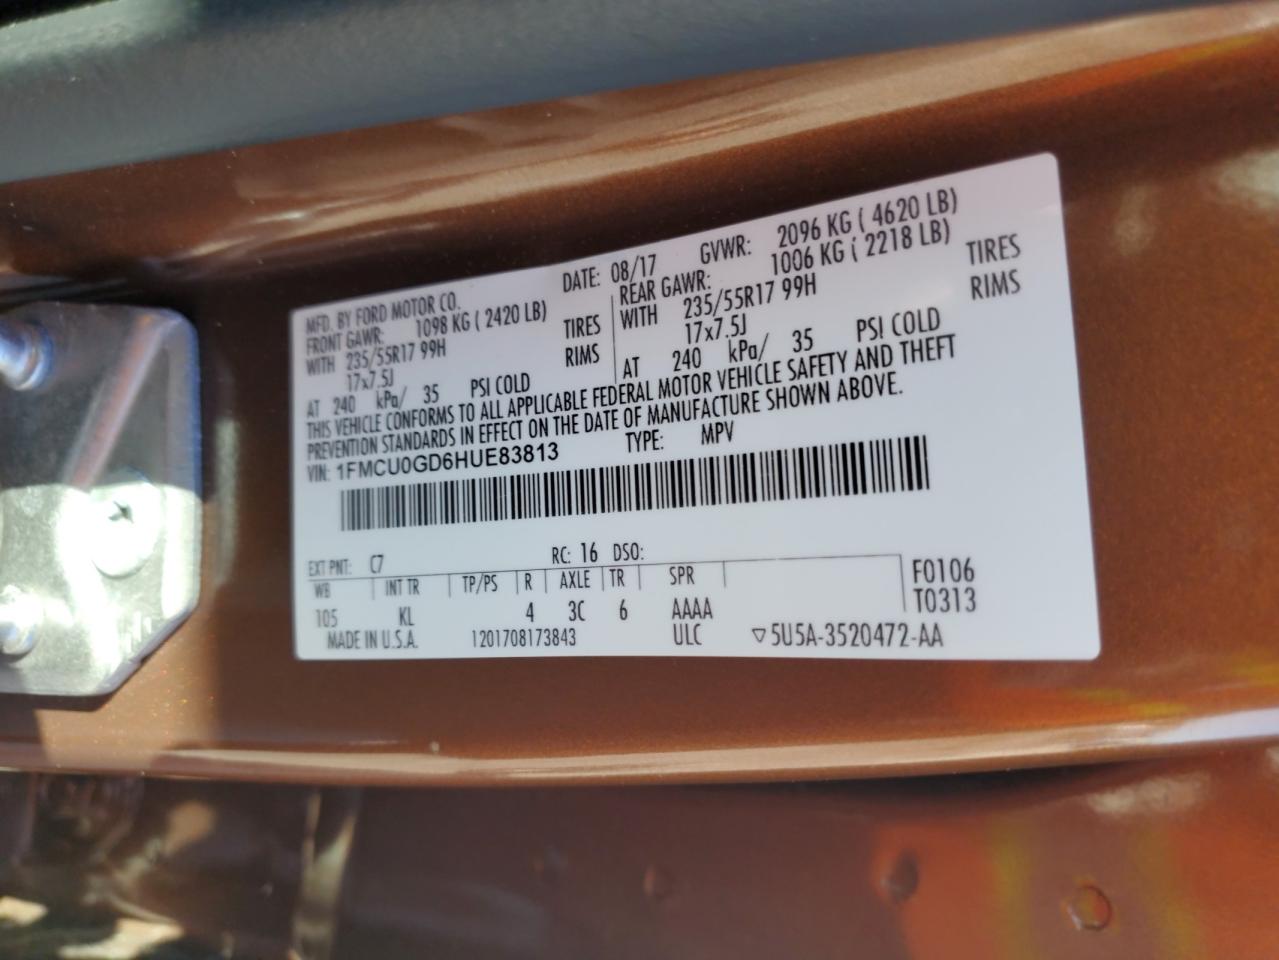 MFD. BY FORD MOTOR CO. DATE: 08/17 GVWR: 2096 KG ( 4620 LB)
FRONT GAWR: 1098 KG ( 2420 LB) REAR GAWR: 1006 KG ( 2218 LB)
WITH 235/55R17 99H TIRES WITH 235/55R17 99H TIRES
17x7.5J RIMS 17x7.5J RIMS
AT 240 kPa/ 35 PSI COLD AT 240 kPa/ 35 PSI COLD
THIS VEHICLE CONFORMS TO ALL APPLICABLE FEDERAL MOTOR VEHICLE SAFETY AND THEFT
PREVENTION STANDARDS IN EFFECT ON THE DATE OF MANUFACTURE SHOWN ABOVE.
VIN: 1FMCU0GD6HUE83813 TYPE: MPV
EXT PNT: C7 RC: 16 DSO:
WB INT TR TP/PS R AXLE TR SPR F0106
105 KL 4 3C 6 AAAA T0313
MADE IN U.S.A. 1201708173843 ULC ▽5U5A-3520472-AA